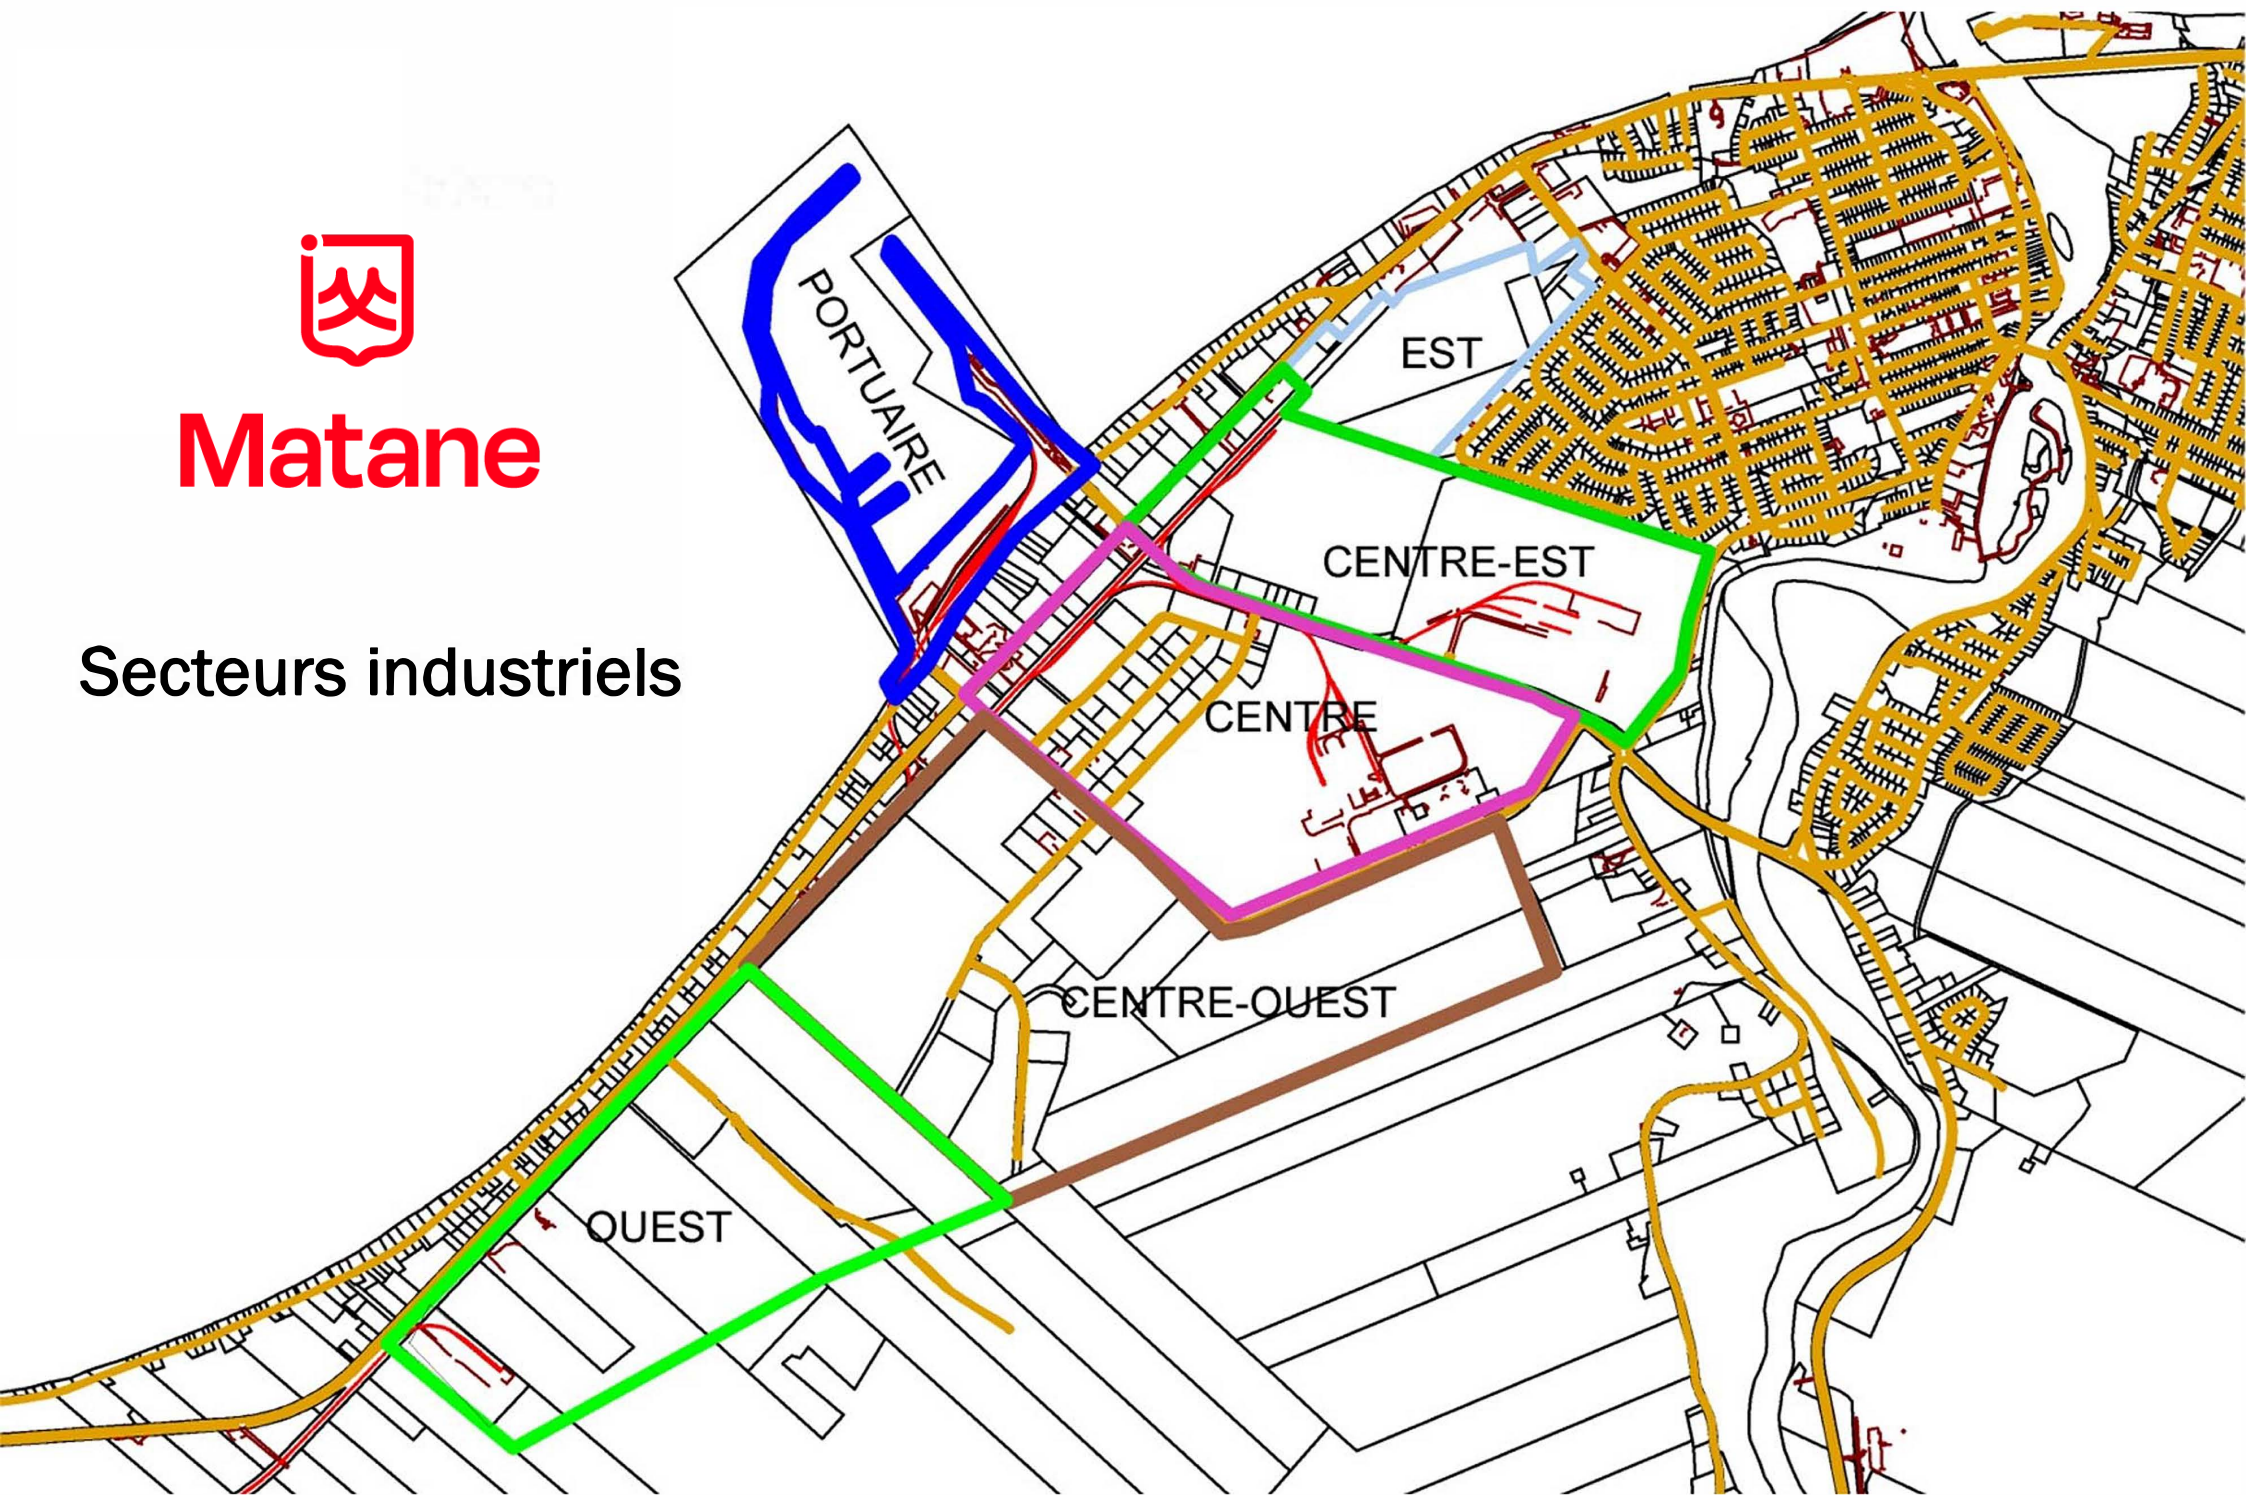 Matane
Secteurs industriels
PORTUAIRE
EST
CENTRE-EST
CENTRE
CENTRE-OUEST
OUEST